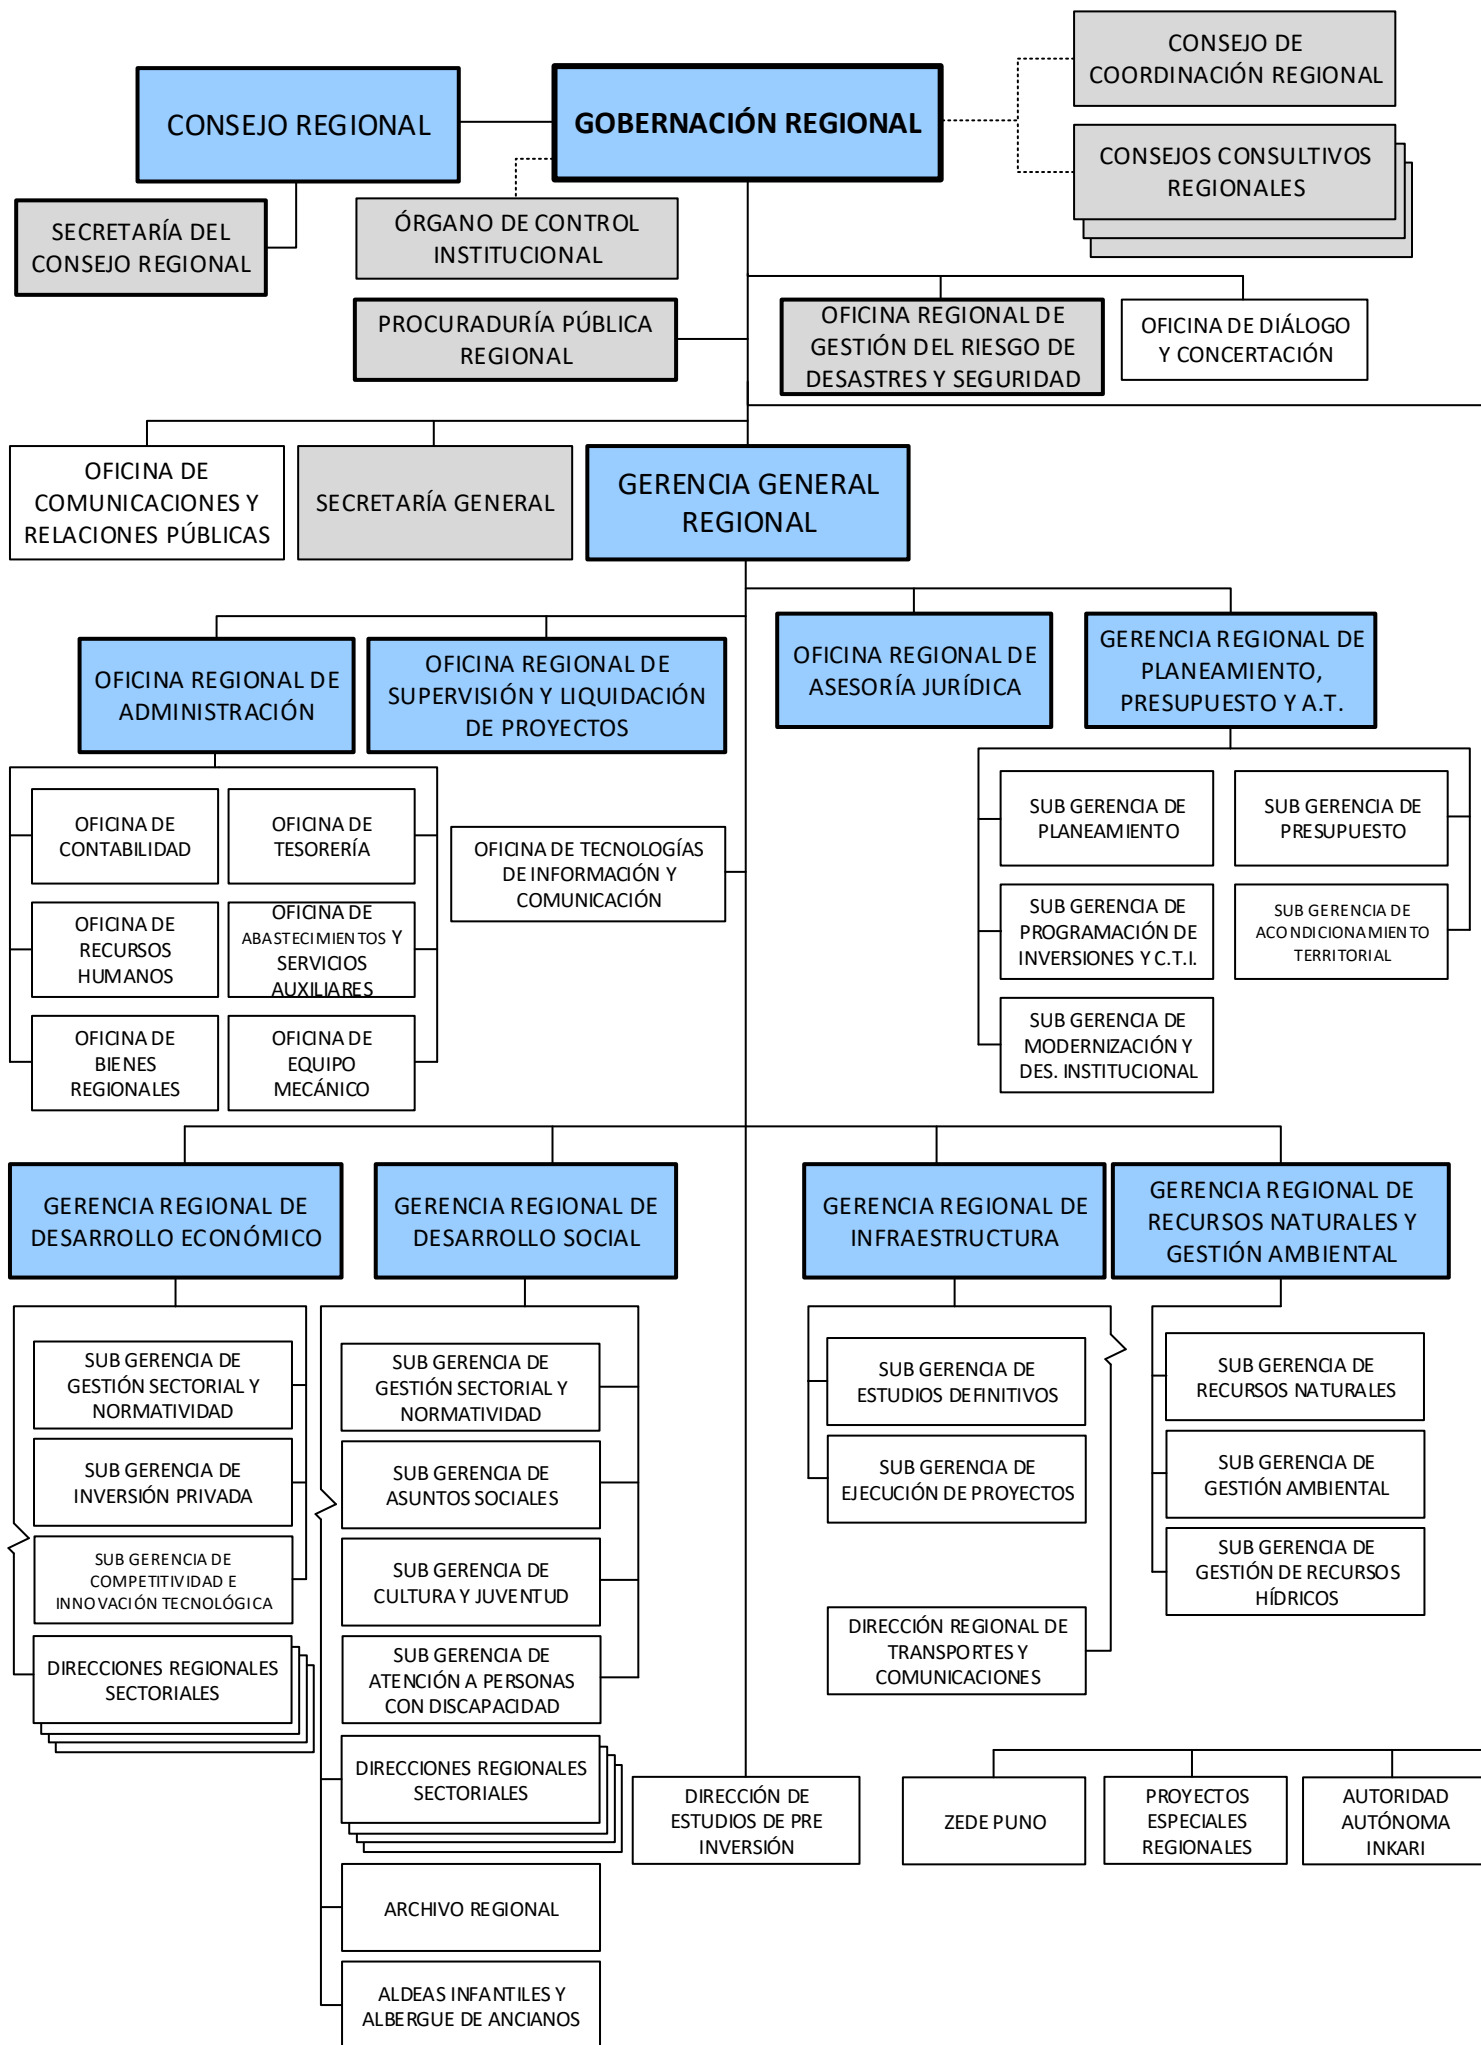 CONSEJO DE
COORDINACIÓN REGIONAL
CONSEJO REGIONAL
GOBERNACIÓN REGIONAL
CONSEJOS CONSULTIVOS
REGIONALES
SECRETARÍA DEL
CONSEJO REGIONAL
ÓRGANO DE CONTROL
INSTITUCIONAL
PROCURADURÍA PÚBLICA
REGIONAL
OFICINA REGIONAL DE
GESTIÓN DEL RIESGO DE
DESASTRES Y SEGURIDAD
OFICINA DE DIÁLOGO
Y CONCERTACIÓN
OFICINA DE
COMUNICACIONES Y
RELACIONES PÚBLICAS
SECRETARÍA GENERAL
GERENCIA GENERAL
REGIONAL
OFICINA REGIONAL DE
ADMINISTRACIÓN
OFICINA REGIONAL DE
SUPERVISIÓN Y LIQUIDACIÓN
DE PROYECTOS
OFICINA REGIONAL DE
ASESORÍA JURÍDICA
GERENCIA REGIONAL DE
PLANEAMIENTO,
PRESUPUESTO Y A.T.
OFICINA DE
CONTABILIDAD
OFICINA DE
TESORERÍA
OFICINA DE
RECURSOS
HUMANOS
OFICINA DE
ABASTECIMIENTOS Y
SERVICIOS
AUXILIARES
OFICINA DE
BIENES
REGIONALES
OFICINA DE
EQUIPO
MECÁNICO
OFICINA DE TECNOLOGÍAS
DE INFORMACIÓN Y
COMUNICACIÓN
SUB GERENCIA DE
PLANEAMIENTO
SUB GERENCIA DE
PRESUPUESTO
SUB GERENCIA DE
PROGRAMACIÓN DE
INVERSIONES Y C.T.I.
SUB GERENCIA DE
ACONDICIONAMIENTO
TERRITORIAL
SUB GERENCIA DE
MODERNIZACIÓN Y
DES. INSTITUCIONAL
GERENCIA REGIONAL DE
DESARROLLO ECONÓMICO
GERENCIA REGIONAL DE
DESARROLLO SOCIAL
GERENCIA REGIONAL DE
INFRAESTRUCTURA
GERENCIA REGIONAL DE
RECURSOS NATURALES Y
GESTIÓN AMBIENTAL
SUB GERENCIA DE
GESTIÓN SECTORIAL Y
NORMATIVIDAD
SUB GERENCIA DE
INVERSIÓN PRIVADA
SUB GERENCIA DE
COMPETITIVIDAD E
INNOVACIÓN TECNOLÓGICA
DIRECCIONES REGIONALES
SECTORIALES
SUB GERENCIA DE
GESTIÓN SECTORIAL Y
NORMATIVIDAD
SUB GERENCIA DE
ASUNTOS SOCIALES
SUB GERENCIA DE
CULTURA Y JUVENTUD
SUB GERENCIA DE
ATENCIÓN A PERSONAS
CON DISCAPACIDAD
DIRECCIONES REGIONALES
SECTORIALES
ARCHIVO REGIONAL
ALDEAS INFANTILES Y
ALBERGUE DE ANCIANOS
SUB GERENCIA DE
ESTUDIOS DEFINITIVOS
SUB GERENCIA DE
EJECUCIÓN DE PROYECTOS
DIRECCIÓN REGIONAL DE
TRANSPORTES Y
COMUNICACIONES
SUB GERENCIA DE
RECURSOS NATURALES
SUB GERENCIA DE
GESTIÓN AMBIENTAL
SUB GERENCIA DE
GESTIÓN DE RECURSOS
HÍDRICOS
DIRECCIÓN DE
ESTUDIOS DE PRE
INVERSIÓN
ZEDE PUNO
PROYECTOS
ESPECIALES
REGIONALES
AUTORIDAD
AUTÓNOMA
INKARI